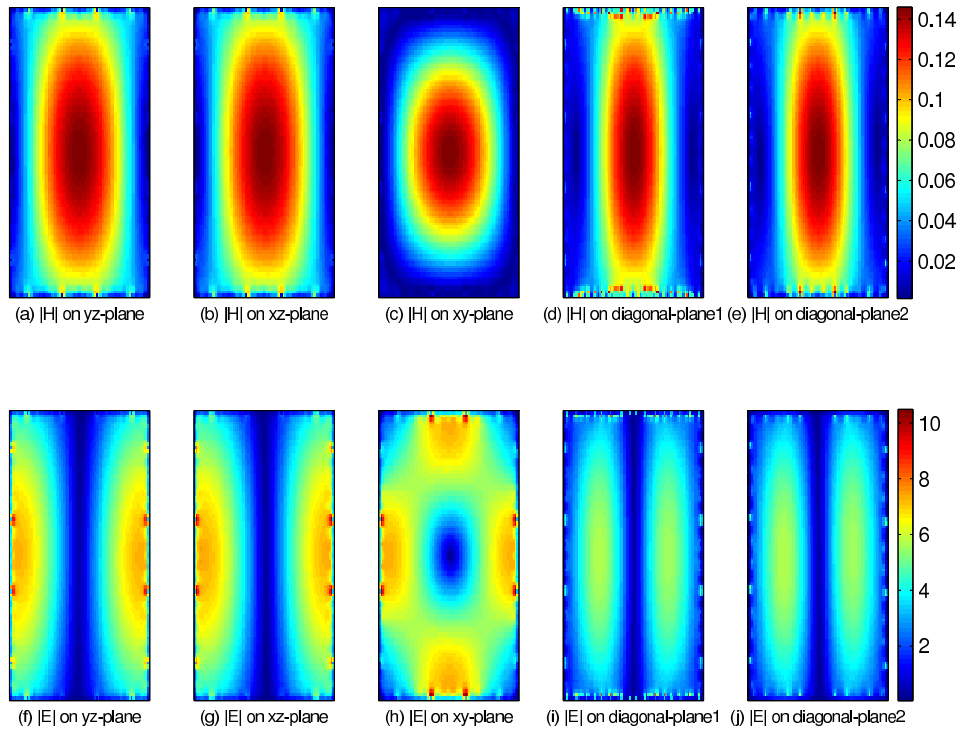 0.14
0.12
0.1
0.08
0.06
0.04
0.02
(a) |H| on yz-plane
(b) |H| on xz-plane
(c) |H| on xy-plane
(d) |H| on diagonal-plane1
(e) |H| on diagonal-plane2
10
8
6
4
2
(f) |E| on yz-plane
(g) |E| on xz-plane
(h) |E| on xy-plane
(i) |E| on diagonal-plane1
(j) |E| on diagonal-plane2